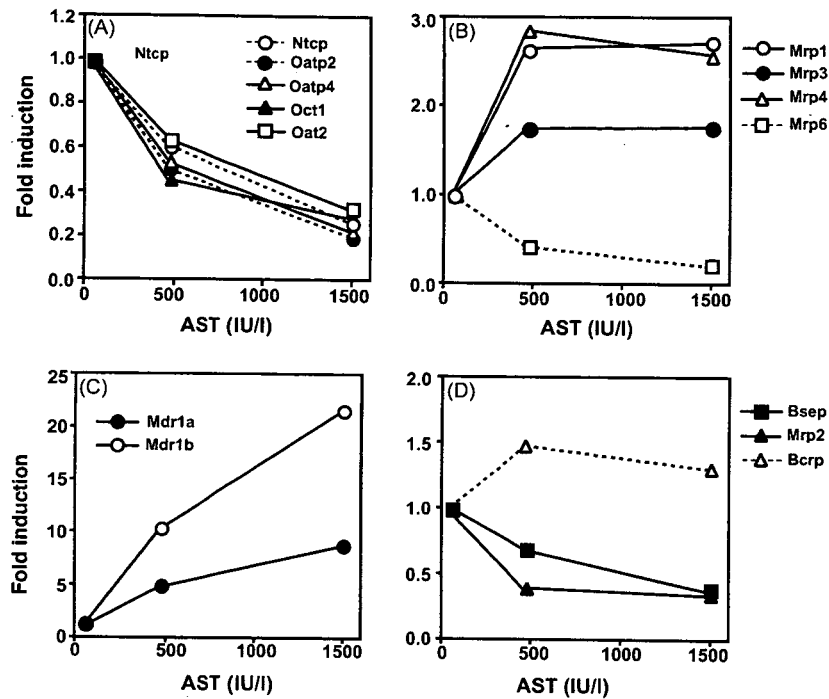 (A)
Ntcp
Ntcp
Oatp2
Oatp4
Oct1
Oat2
Fold induction
1.2
1.0
0.8
0.6
0.4
0.2
0.0
0
500
1000
1500
AST (IU/l)
(B)
3.0
2.0
1.0
0.0
0
500
1000
1500
AST (IU/l)
Mrp1
Mrp3
Mrp4
Mrp6
(C)
Mdr1a
Mdr1b
Fold induction
25
20
15
10
5
0
0
500
1000
1500
AST (IU/l)
(D)
2.0
1.5
1.0
0.5
0.0
0
500
1000
1500
AST (IU/l)
Bsep
Mrp2
Bcrp